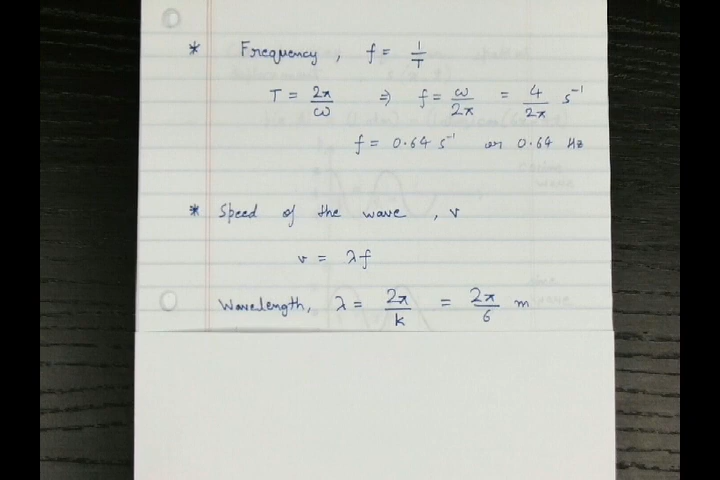 * Frequency, f = 1/T
T = 2π/ω ⇒ f = ω/2π = 4/2π s⁻¹
f = 0.64 s⁻¹ or 0.64 Hz
* Speed of the wave, v
v = λf
Wavelength, λ = 2π/k = 2π/6 m